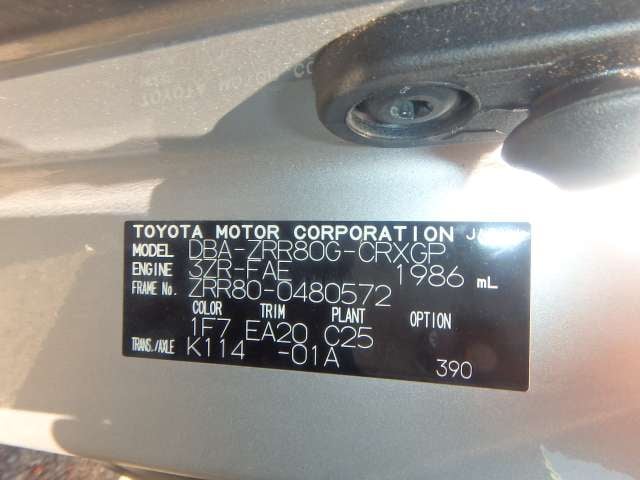 TOYOTA MOTOR CORPORATION JAPAN
MODEL DBA-ZRR80G-CRXGP
ENGINE 3ZR-FAE 1986 mL
FRAME NO. ZRR80-0480572
COLOR TRIM PLANT OPTION
1F7 EA20 C25
TRANS./AXLE K114 -01A
390